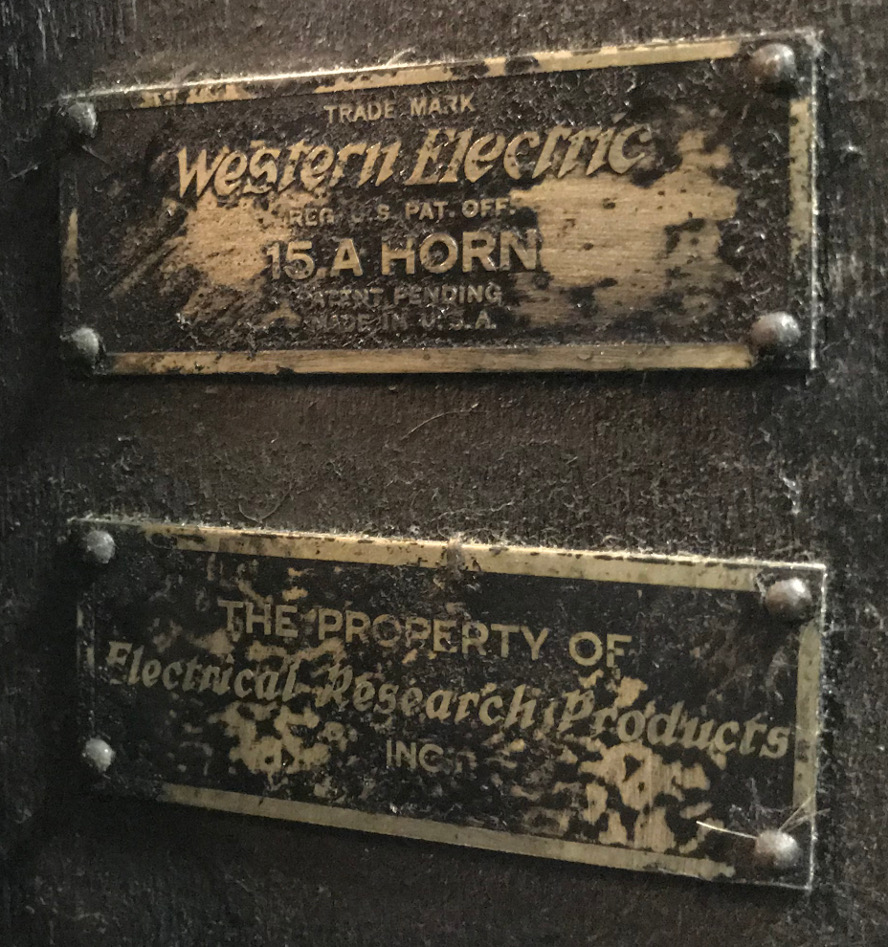 TRADE MARK
Western Electric
REG. U.S. PAT. OFF.
15.A HORN
PATENT PENDING
MADE IN U.S.A.
THE PROPERTY OF
Electrical Research Products
INC.